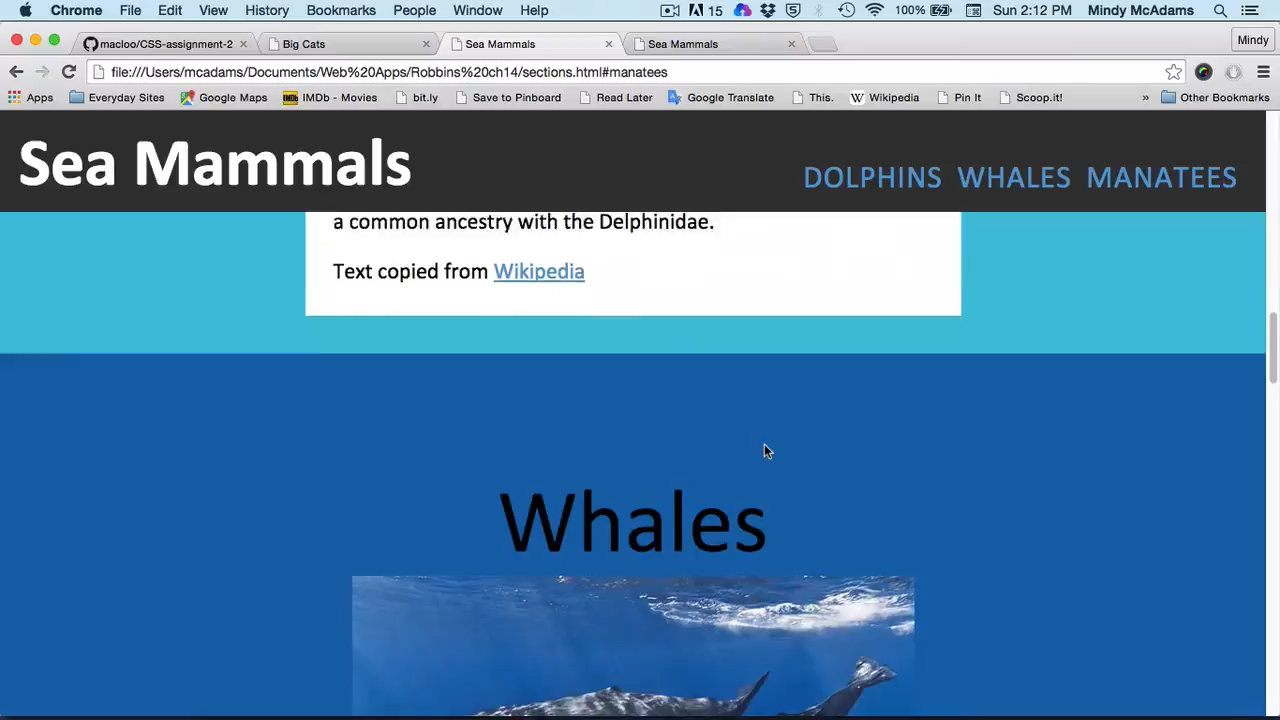 Chrome File Edit View History Bookmarks People Window Help 15 100% Sun 2:12 PM Mindy McAdams
macloo/CSS-assignment-2 Big Cats Sea Mammals Sea Mammals Mindy
file:///Users/mcadams/Documents/Web%20Apps/Robbins%20ch14/sections.html#manatees
Apps Everyday Sites Google Maps IMDb - Movies bit.ly Save to Pinboard Read Later Google Translate This. Wikipedia Pin It Scoop.it! » Other Bookmarks
Sea Mammals DOLPHINS WHALES MANATEES
a common ancestry with the Delphinidae.
Text copied from Wikipedia
Whales